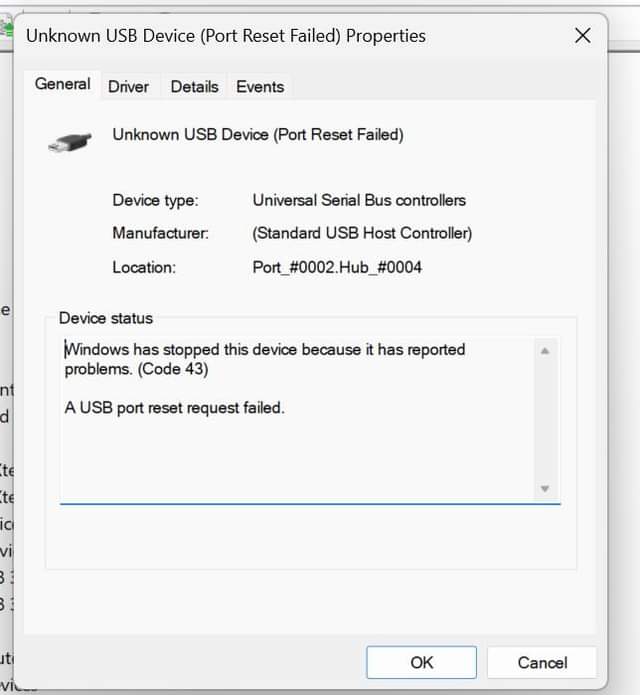 Unknown USB Device (Port Reset Failed) Properties
General Driver Details Events
Unknown USB Device (Port Reset Failed)
Device type: Universal Serial Bus controllers
Manufacturer: (Standard USB Host Controller)
Location: Port_#0002.Hub_#0004
Device status
Windows has stopped this device because it has reported
problems. (Code 43)
A USB port reset request failed.
OK Cancel